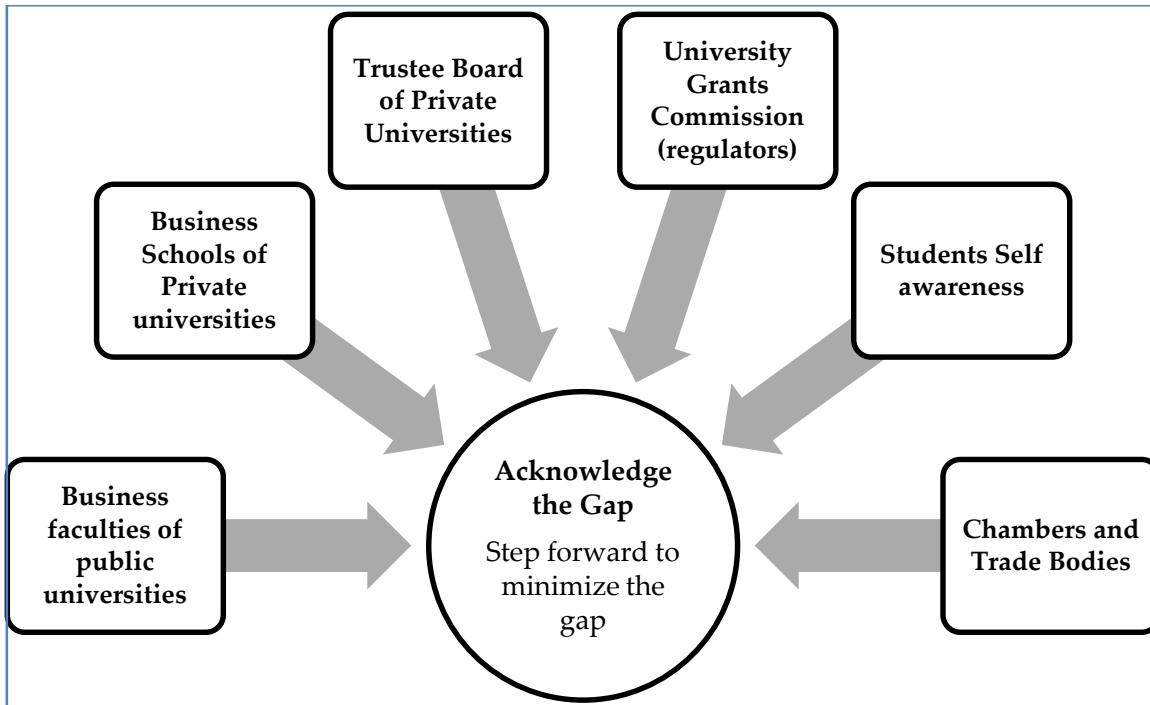 Trustee Board
of Private
Universities
University
Grants
Commission
(regulators)
Business
Schools of
Private
universities
Students Self
awareness
Business
faculties of
public
universities
Acknowledge
the Gap
Step forward to
minimize the
gap
Chambers and
Trade Bodies